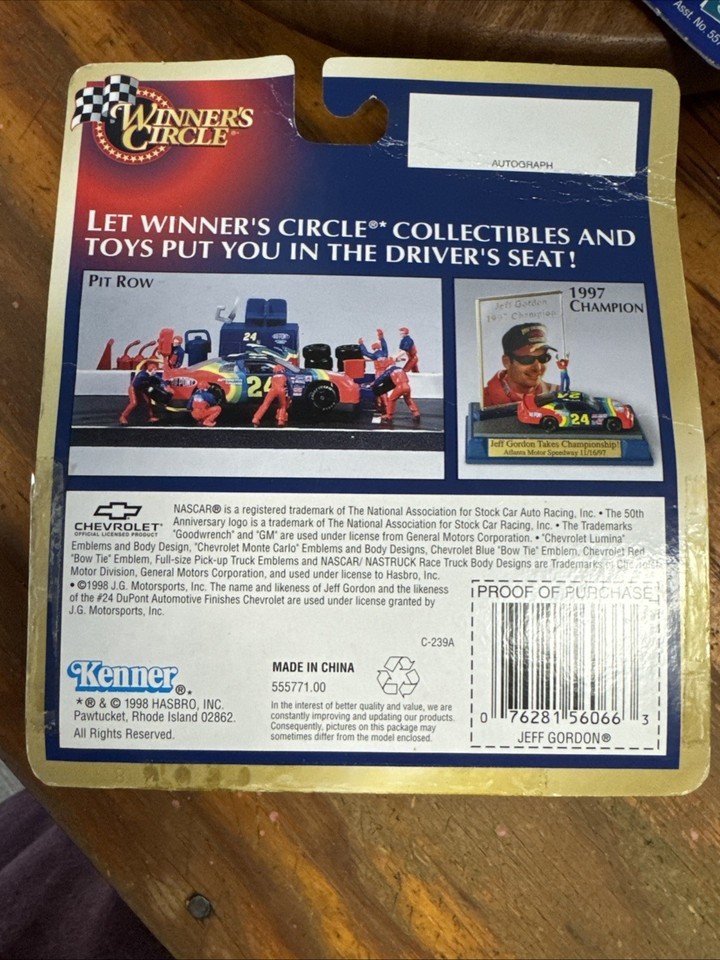 Asst. No. 55
WINNER'S
CIRCLE®*
AUTOGRAPH
LET WINNER'S CIRCLE®* COLLECTIBLES AND
TOYS PUT YOU IN THE DRIVER'S SEAT!
PIT ROW
24
24
1997
CHAMPION
Jeff Gordon
1997 Champion
24
24
Jeff Gordon Takes Championship
Atlanta Motor Speedway 11/16/97
CHEVROLET
OFFICIAL LICENSED PRODUCT
NASCAR® is a registered trademark of The National Association for Stock Car Auto Racing, Inc. • The 50th
Anniversary logo is a trademark of The National Association for Stock Car Racing, Inc. • The Trademarks
"Goodwrench" and "GM" are used under license from General Motors Corporation. • "Chevrolet Lumina"
Emblems and Body Design, "Chevrolet Monte Carlo" Emblems and Body Designs, Chevrolet Blue "Bow Tie" Emblem, Chevrolet Red
"Bow Tie" Emblem, Full-size Pick-up Truck Emblems and NASCAR/ NASTRUCK Race Truck Body Designs are Trademarks of Chevrolet
Motor Division, General Motors Corporation, and used under license to Hasbro, Inc.
• ©1998 J.G. Motorsports, Inc. The name and likeness of Jeff Gordon and the likeness
of the #24 DuPont Automotive Finishes Chevrolet are used under license granted by
J.G. Motorsports, Inc.
PROOF OF PURCHASE
C-239A
Kenner®.
*® & © 1998 HASBRO, INC.
Pawtucket, Rhode Island 02862.
All Rights Reserved.
MADE IN CHINA
555771.00
In the interest of better quality and value, we are
constantly improving and updating our products.
Consequently, pictures on this package may
sometimes differ from the model enclosed.
0 76281 56066 3
JEFF GORDON®